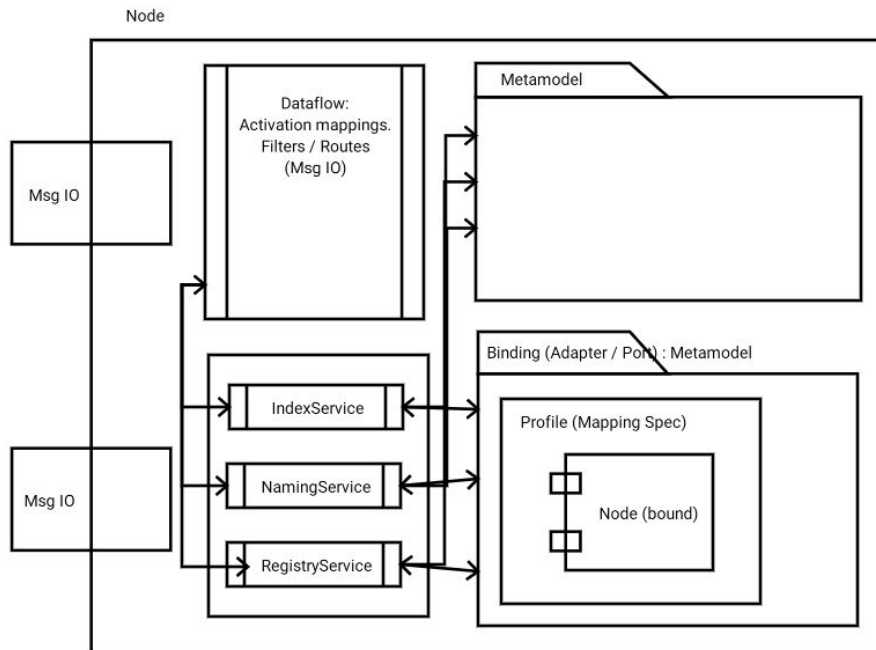 Node
Dataflow:
Activation mappings.
Filters / Routes
(Msg IO)
Metamodel
Msg IO
Binding (Adapter / Port) : Metamodel
IndexService
Profile (Mapping Spec)
Msg IO
NamingService
Node (bound)
RegistryService